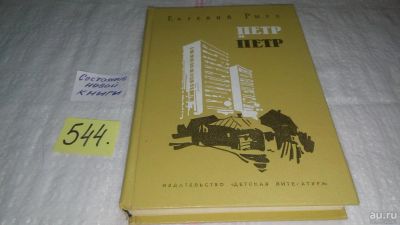 Евгений Рысс
ПЕТР
И
ПЕТР
ИЗДАТЕЛЬСТВО «ДЕТСКАЯ ЛИТЕРАТУРА»
Состояние
новой
книги
544.
au.ru